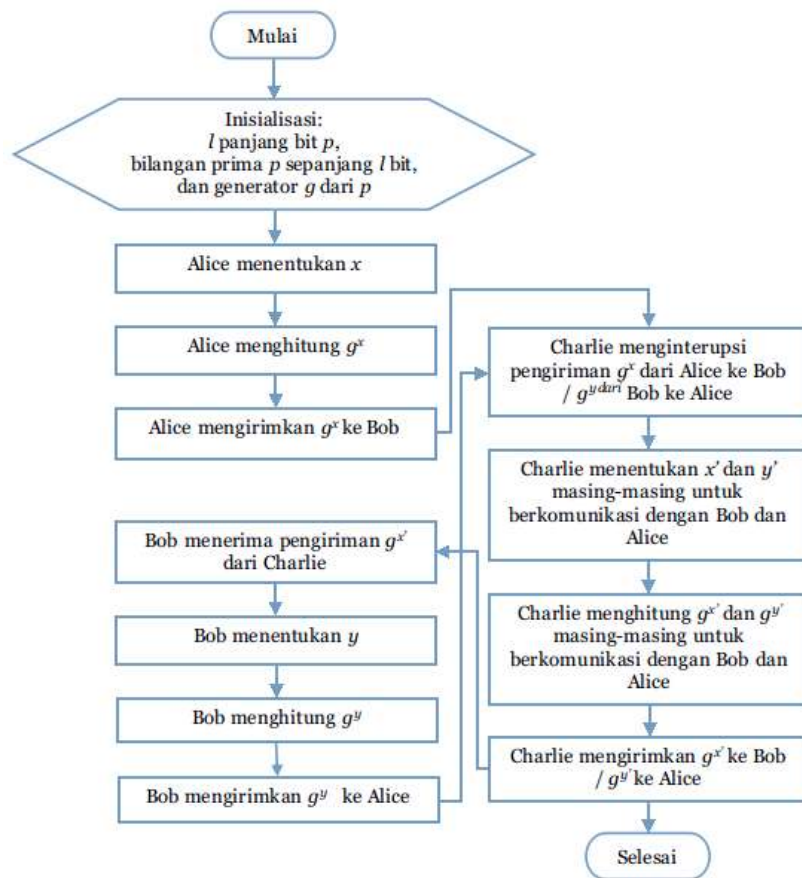 Mulai
Inisialisasi:
l panjang bit p,
bilangan prima p sepanjang l bit,
dan generator g dari p
Alice menentukan x
Alice menghitung gˣ
Alice mengirimkan gˣ ke Bob
Bob menerima pengiriman gˣ'
dari Charlie
Bob menentukan y
Bob menghitung gʸ
Bob mengirimkan gʸ ke Alice
Charlie menginterupsi
pengiriman gˣ dari Alice ke Bob
/ gʸ ᵈᵃʳⁱ Bob ke Alice
Charlie menentukan x' dan y'
masing-masing untuk
berkomunikasi dengan Bob dan
Alice
Charlie menghitung gˣ' dan gʸ'
masing-masing untuk
berkomunikasi dengan Bob dan
Alice
Charlie mengirimkan gˣ' ke Bob
/ gʸ' ke Alice
Selesai